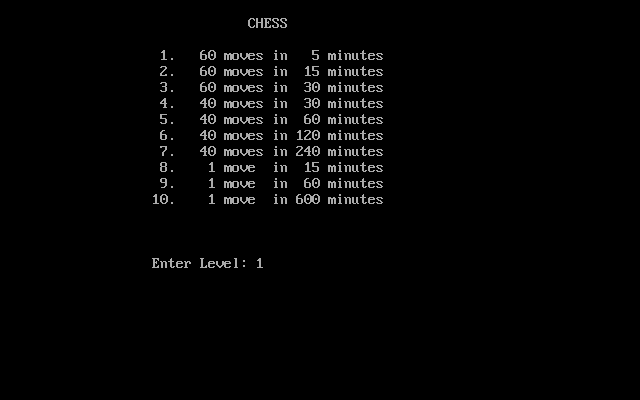 CHESS
1.   60 moves in   5 minutes
2.   60 moves in  15 minutes
3.   60 moves in  30 minutes
4.   40 moves in  30 minutes
5.   40 moves in  60 minutes
6.   40 moves in 120 minutes
7.   40 moves in 240 minutes
8.    1 move  in  15 minutes
9.    1 move  in  60 minutes
10.    1 move  in 600 minutes
Enter Level: 1